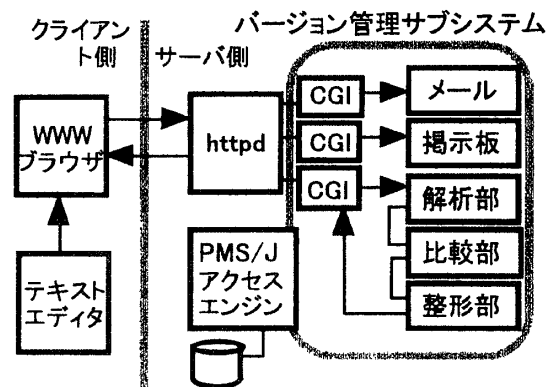 クライアン
ト側
サーバ側
バージョン管理サブシステム
WWW
ブラウザ
httpd
CGI
CGI
CGI
メール
掲示板
解析部
比較部
整形部
テキスト
エディタ
PMS/J
アクセス
エンジン